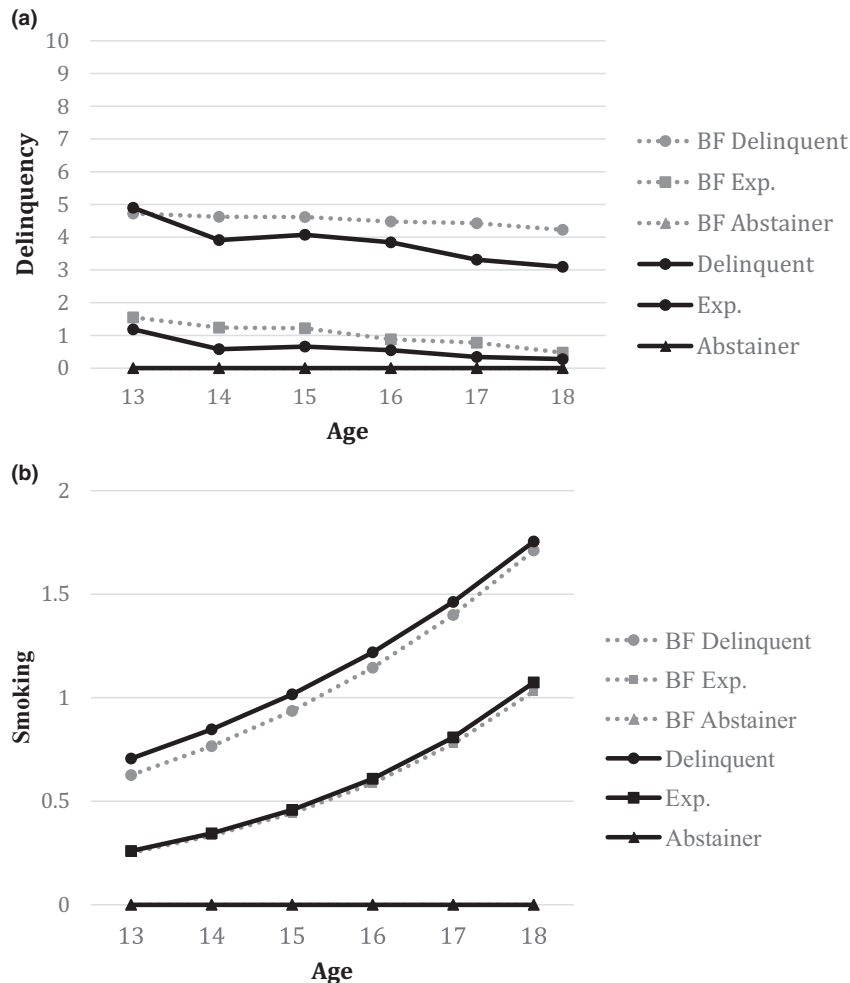 (a)
10
9
8
7
6
5
4
3
2
1
0
Delinquency
13 14 15 16 17 18
Age
BF Delinquent
BF Exp.
BF Abstainer
Delinquent
Exp.
Abstainer
(b)
2
1.5
1
0.5
0
Smoking
13 14 15 16 17 18
Age
BF Delinquent
BF Exp.
BF Abstainer
Delinquent
Exp.
Abstainer